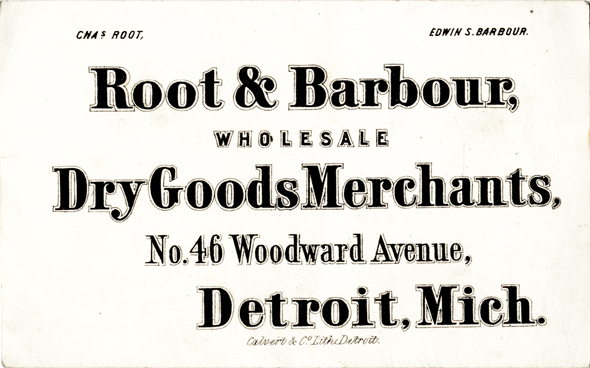 Chas Root, Edwin S. Barbour.
Root & Barbour,
WHOLESALE
Dry Goods Merchants,
No. 46 Woodward Avenue,
Detroit, Mich.
Calvert & Co. Lith. Detroit.